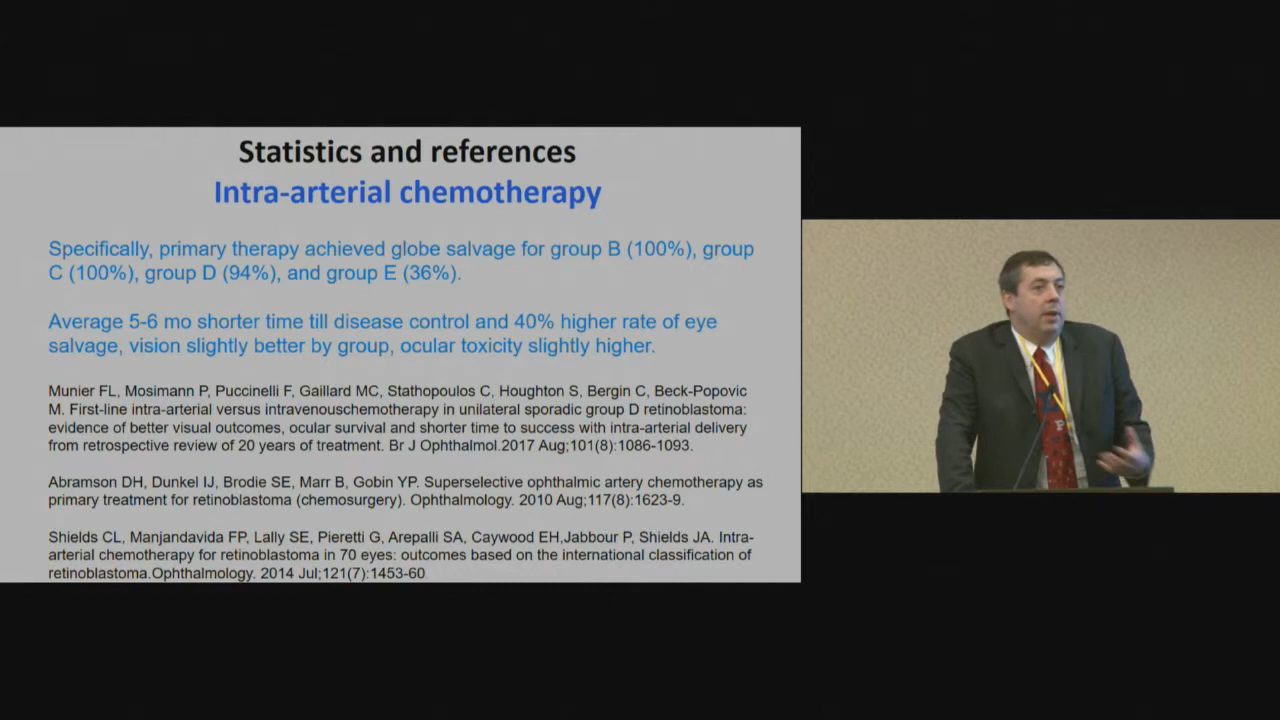 Statistics and references
Intra-arterial chemotherapy
Specifically, primary therapy achieved globe salvage for group B (100%), group
C (100%), group D (94%), and group E (36%).
Average 5-6 mo shorter time till disease control and 40% higher rate of eye
salvage, vision slightly better by group, ocular toxicity slightly higher.
Munier FL, Mosimann P, Puccinelli F, Gaillard MC, Stathopoulos C, Houghton S, Bergin C, Beck-Popovic
M. First-line intra-arterial versus intravenouschemotherapy in unilateral sporadic group D retinoblastoma:
evidence of better visual outcomes, ocular survival and shorter time to success with intra-arterial delivery
from retrospective review of 20 years of treatment. Br J Ophthalmol.2017 Aug;101(8):1086-1093.
Abramson DH, Dunkel IJ, Brodie SE, Marr B, Gobin YP. Superselective ophthalmic artery chemotherapy as
primary treatment for retinoblastoma (chemosurgery). Ophthalmology. 2010 Aug;117(8):1623-9.
Shields CL, Manjandavida FP, Lally SE, Pieretti G, Arepalli SA, Caywood EH,Jabbour P, Shields JA. Intra-
arterial chemotherapy for retinoblastoma in 70 eyes: outcomes based on the international classification of
retinoblastoma.Ophthalmology. 2014 Jul;121(7):1453-60
P